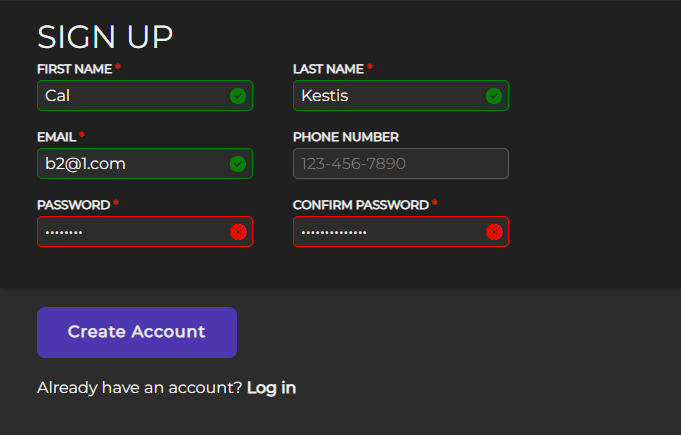 SIGN UP
FIRST NAME * LAST NAME *
Cal Kestis
EMAIL * PHONE NUMBER
b2@1.com 123-456-7890
PASSWORD * CONFIRM PASSWORD *
•••••••• ••••••••••••••
Create Account
Already have an account? Log in